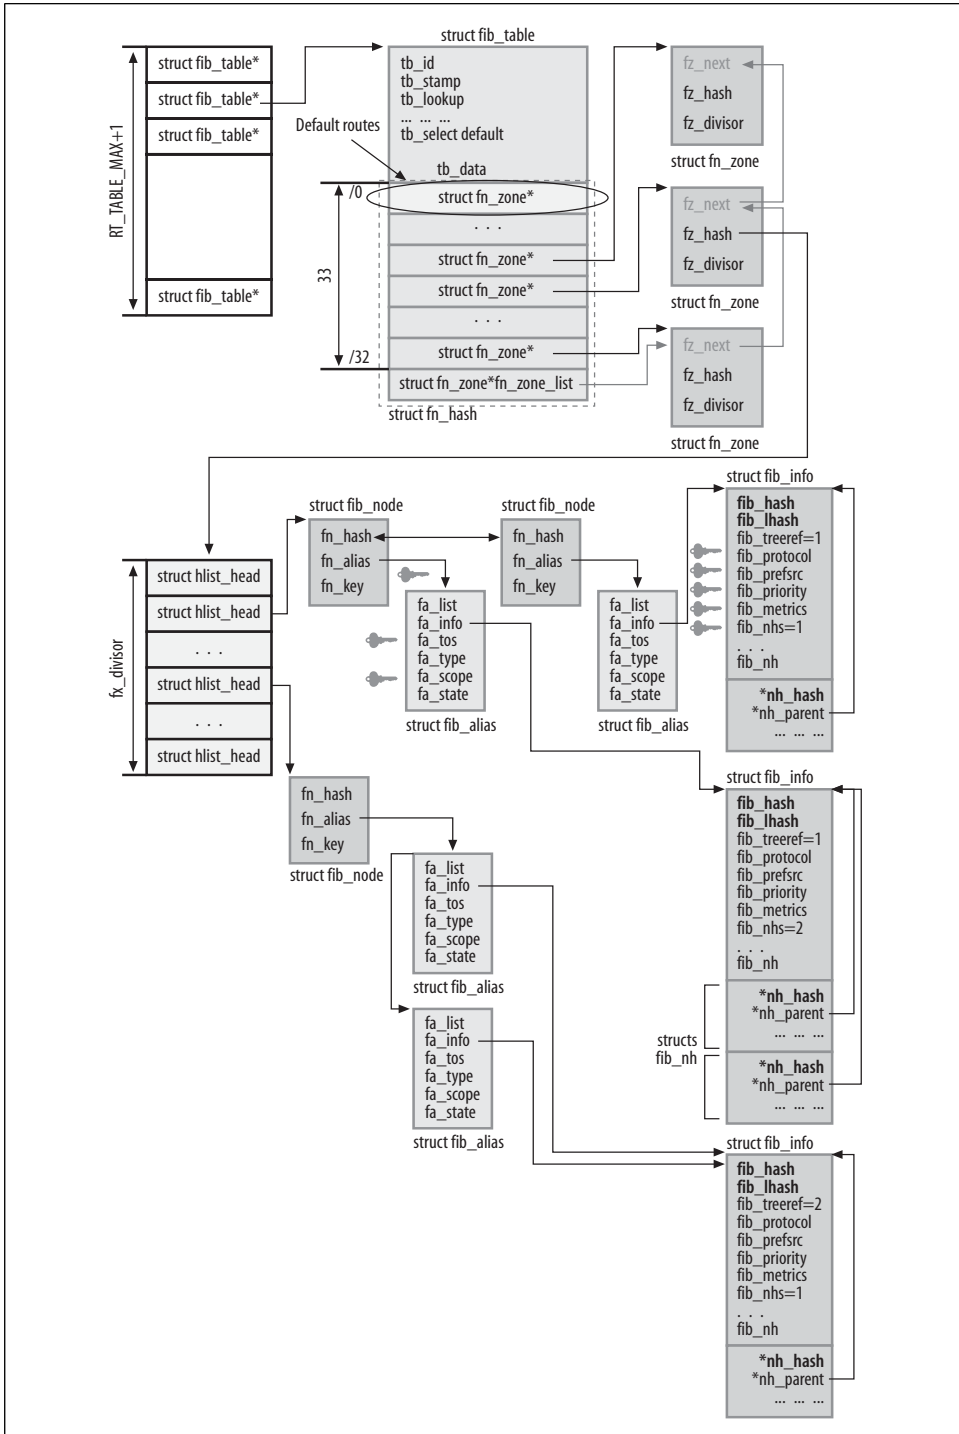 struct fib_table*
struct fib_table*
struct fib_table*
struct fib_table*
RT_TABLE_MAX+1
struct fib_table
tb_id
tb_stamp
tb_lookup
... ... ...
tb_select default
tb_data
Default routes
/0
33
/32
struct fn_zone*
. . .
struct fn_zone*
struct fn_zone*
. . .
struct fn_zone*
struct fn_zone*fn_zone_list
struct fn_hash
fz_next
fz_hash
fz_divisor
struct fn_zone
fz_next
fz_hash
fz_divisor
struct fn_zone
fz_next
fz_hash
fz_divisor
struct fn_zone
fx_divisor
struct hlist_head
struct hlist_head
. . .
struct hlist_head
. . .
struct hlist_head
struct fib_node
fn_hash
fn_alias
fn_key
struct fib_node
fn_hash
fn_alias
fn_key
fa_list
fa_info
fa_tos
fa_type
fa_scope
fa_state
struct fib_alias
fa_list
fa_info
fa_tos
fa_type
fa_scope
fa_state
struct fib_alias
struct fib_info
fib_hash
fib_lhash
fib_treeref=1
fib_protocol
fib_prefsrc
fib_priority
fib_metrics
fib_nhs=1
. . .
fib_nh
*nh_hash
*nh_parent
... ... ...
fn_hash
fn_alias
fn_key
struct fib_node
fa_list
fa_info
fa_tos
fa_type
fa_scope
fa_state
struct fib_alias
fa_list
fa_info
fa_tos
fa_type
fa_scope
fa_state
struct fib_alias
struct fib_info
fib_hash
fib_lhash
fib_treeref=1
fib_protocol
fib_prefsrc
fib_priority
fib_metrics
fib_nhs=2
. . .
fib_nh
structs
fib_nh
*nh_hash
*nh_parent
... ... ...
*nh_hash
*nh_parent
... ... ...
struct fib_info
fib_hash
fib_lhash
fib_treeref=2
fib_protocol
fib_prefsrc
fib_priority
fib_metrics
fib_nhs=1
. . .
fib_nh
*nh_hash
*nh_parent
... ... ...